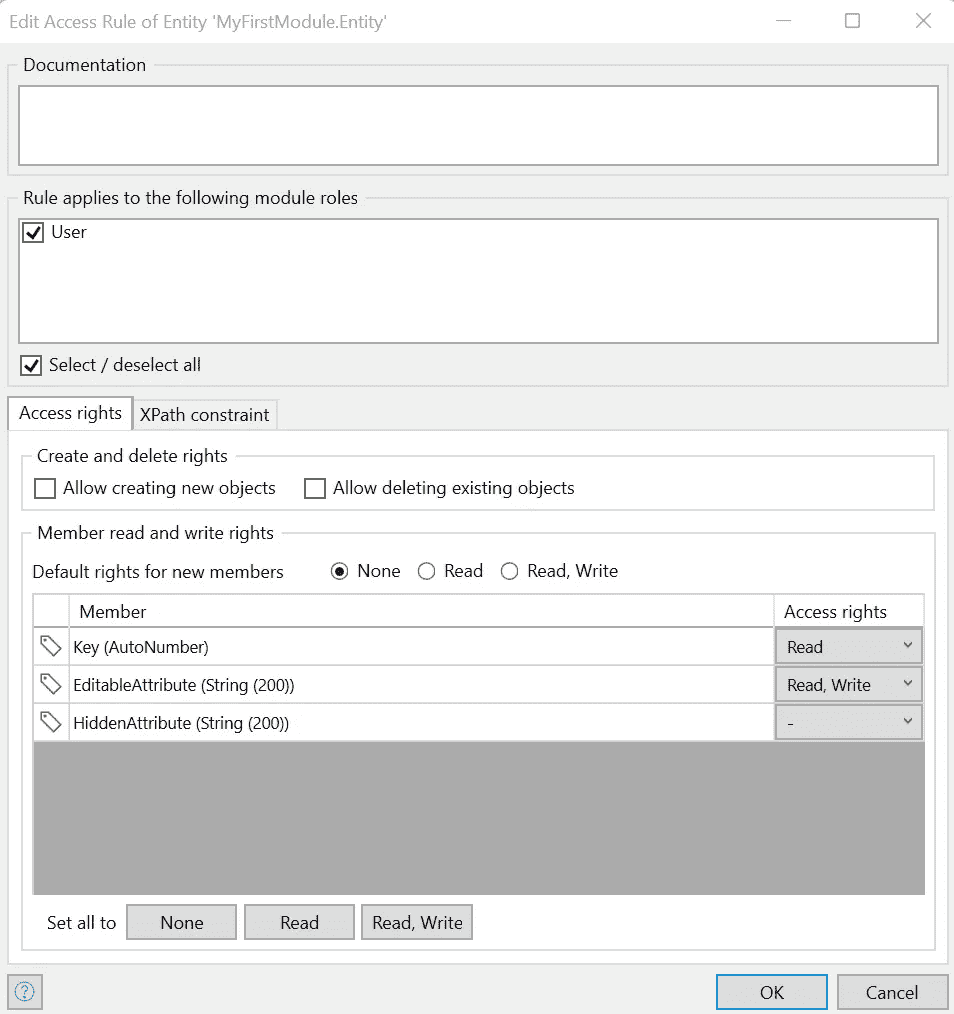 Edit Access Rule of Entity 'MyFirstModule.Entity'
Documentation
Rule applies to the following module roles
User
Select / deselect all
Access rights XPath constraint
Create and delete rights
Allow creating new objects Allow deleting existing objects
Member read and write rights
Default rights for new members None Read Read, Write
Member Access rights
Key (AutoNumber) Read
EditableAttribute (String (200)) Read, Write
HiddenAttribute (String (200)) -
Set all to None Read Read, Write
? OK Cancel